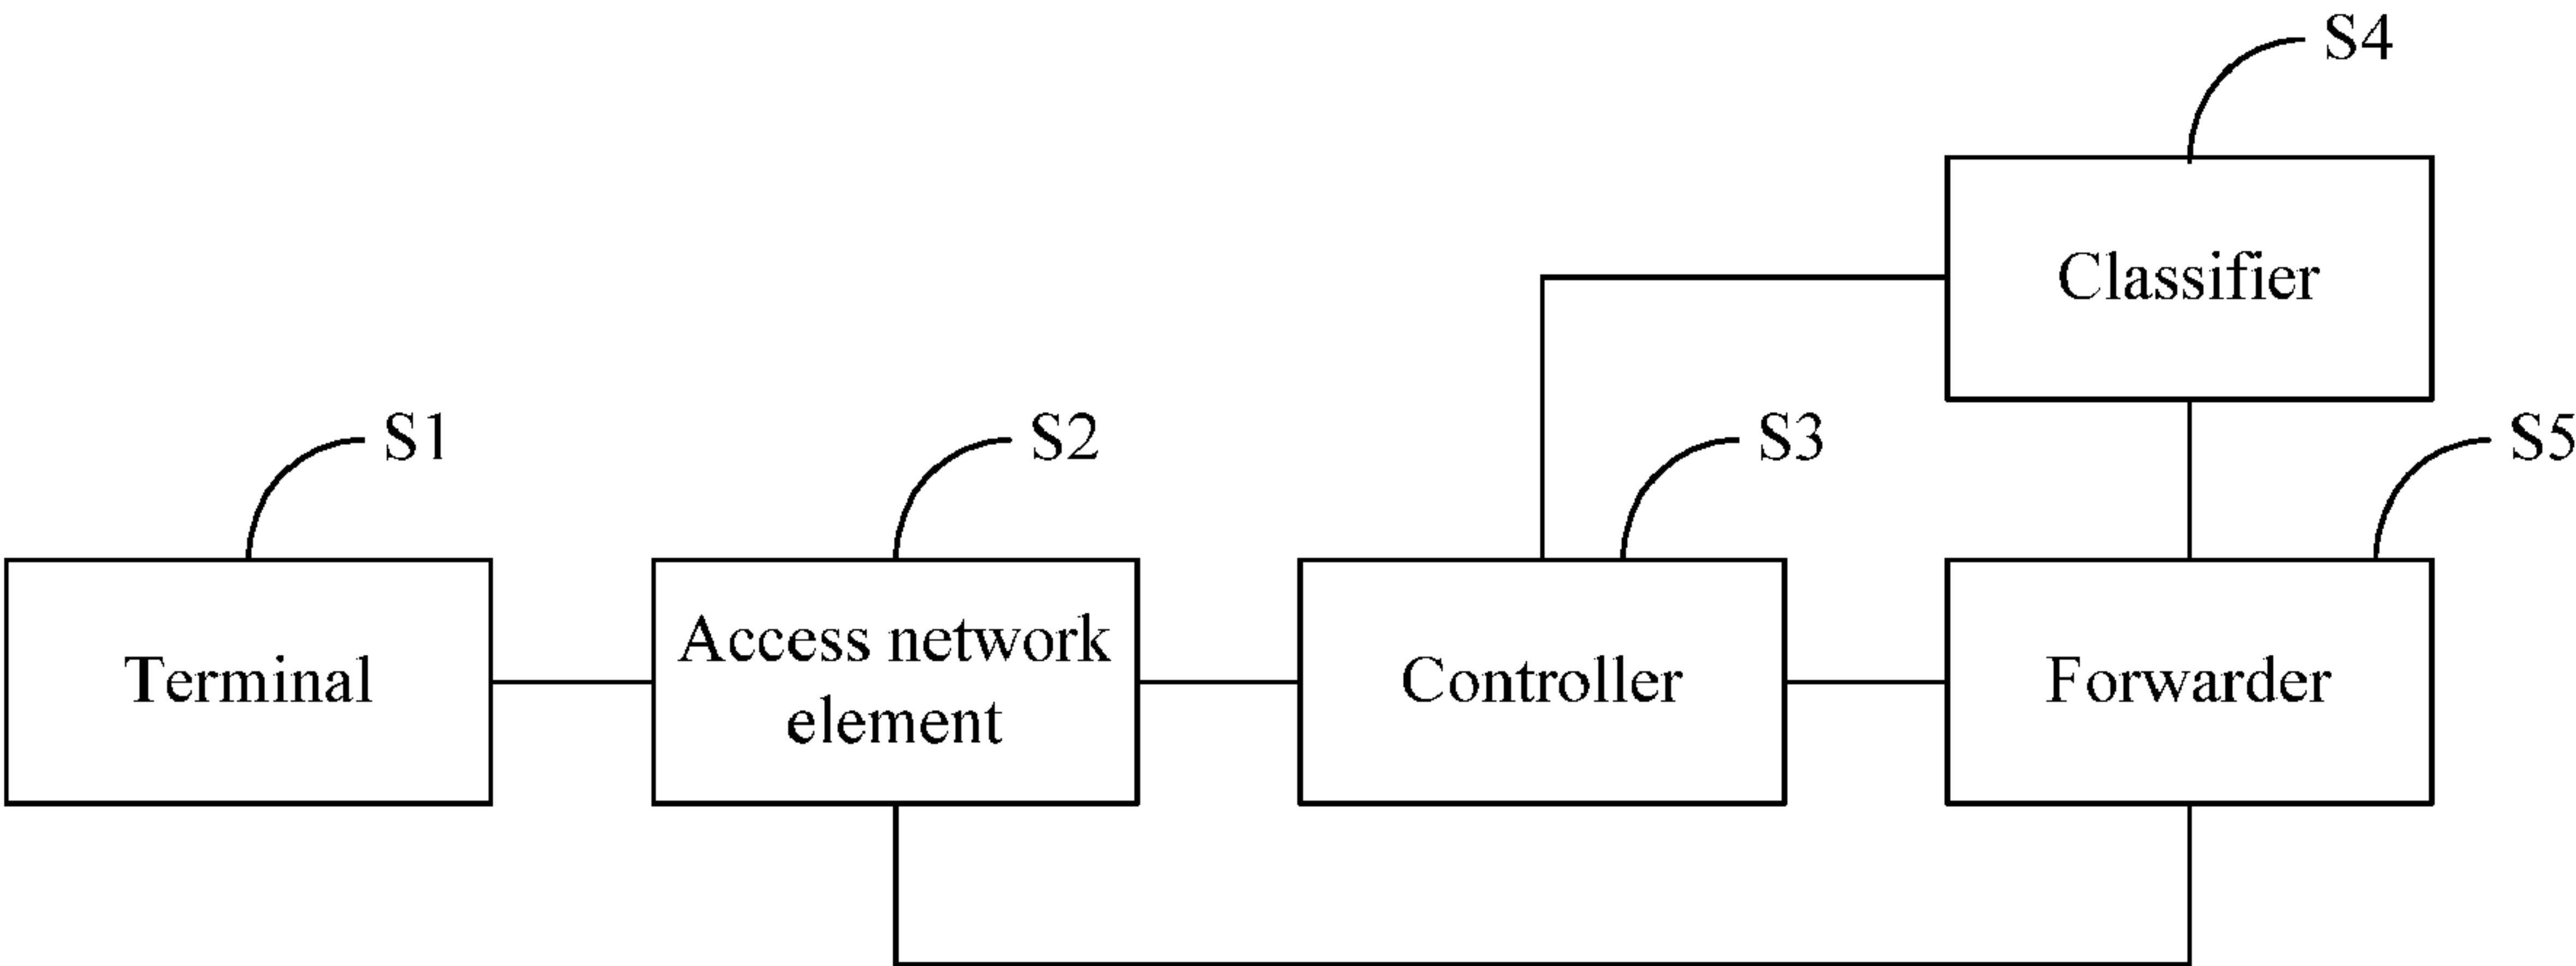 S4
Classifier
S1
S2
S3
S5
Terminal
Access network
element
Controller
Forwarder